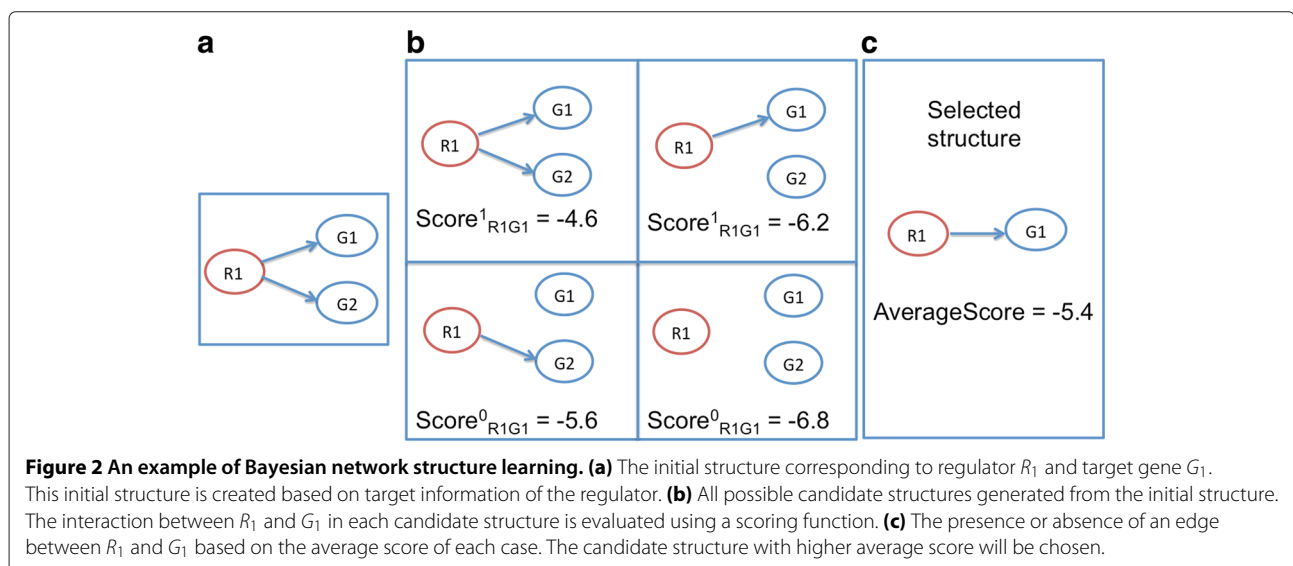 a
R1
G1
G2
b
R1
G1
G2
Score¹R1G1 = -4.6
R1
G1
G2
Score¹R1G1 = -6.2
R1
G1
G2
Score⁰R1G1 = -5.6
R1
G1
G2
Score⁰R1G1 = -6.8
c
Selected
structure
R1
G1
AverageScore = -5.4
Figure 2 An example of Bayesian network structure learning. (a) The initial structure corresponding to regulator R₁ and target gene G₁.
This initial structure is created based on target information of the regulator. (b) All possible candidate structures generated from the initial structure.
The interaction between R₁ and G₁ in each candidate structure is evaluated using a scoring function. (c) The presence or absence of an edge
between R₁ and G₁ based on the average score of each case. The candidate structure with higher average score will be chosen.